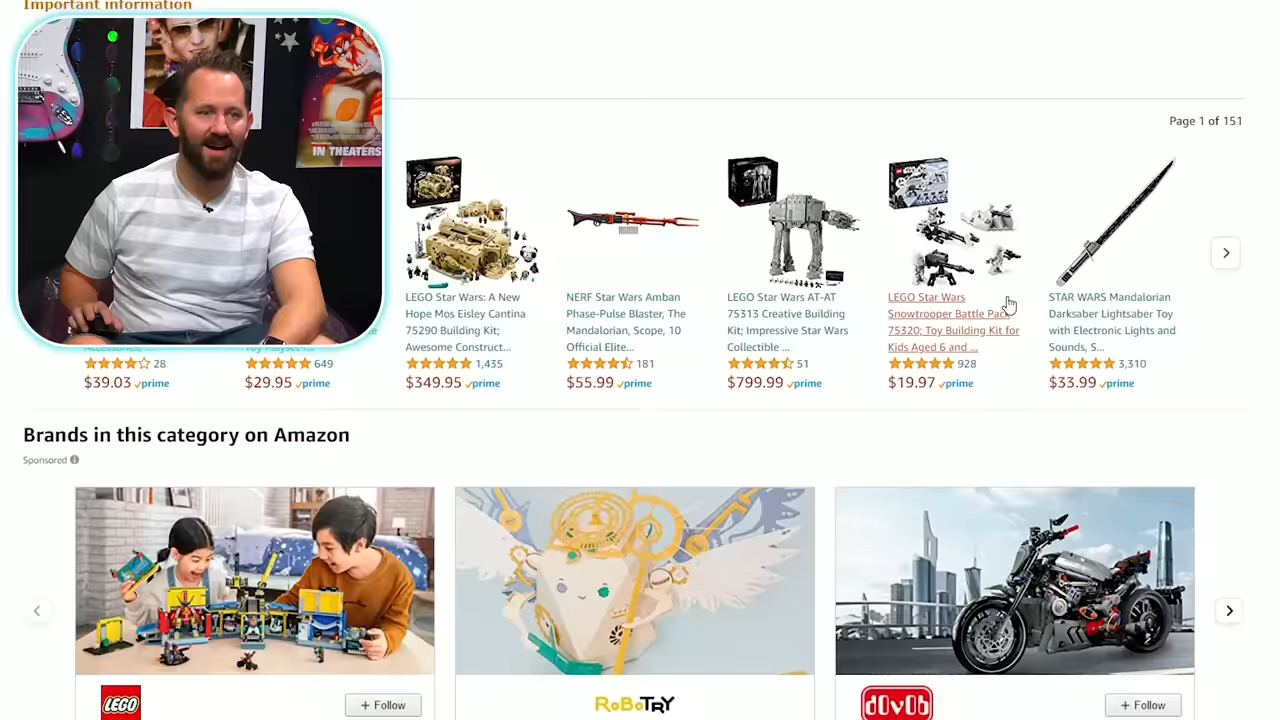 Important information
IN THEATERS
Page 1 of 151
LEGO Star Wars: A New
Hope Mos Eisley Cantina
75290 Building Kit;
Awesome Construct...
1,435
$349.95 prime
NERF Star Wars Amban
Phase-Pulse Blaster, The
Mandalorian, Scope, 10
Official Elite...
181
$55.99 prime
LEGO Star Wars AT-AT
75313 Creative Building
Kit; Impressive Star Wars
Collectible ...
51
$799.99 prime
LEGO Star Wars
Snowtrooper Battle Pack
75320; Toy Building Kit for
Kids Aged 6 and ...
928
$19.97 prime
STAR WARS Mandalorian
Darksaber Lightsaber Toy
with Electronic Lights and
Sounds, S...
3,310
$33.99 prime
28
$39.03 prime
649
$29.95 prime
Brands in this category on Amazon
Sponsored
LEGO
+ Follow
ROBOTRY
dOvOb
+ Follow